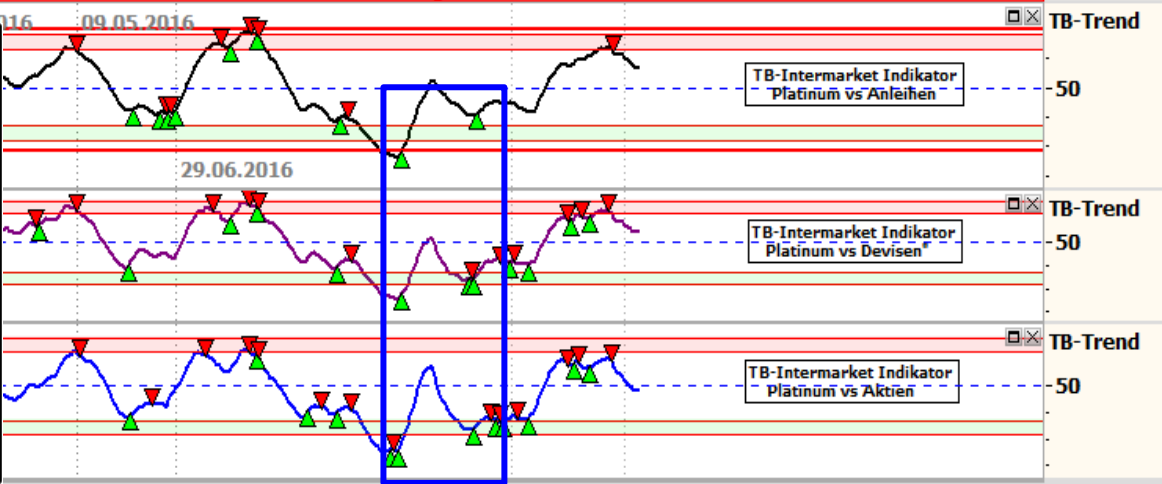 016 09.05.2016
TB-Trend
TB-Intermarket Indikator
Platinum vs Anleihen
50
29.06.2016
TB-Trend
TB-Intermarket Indikator
Platinum vs Devisen
50
TB-Trend
TB-Intermarket Indikator
Platinum vs Aktien
50